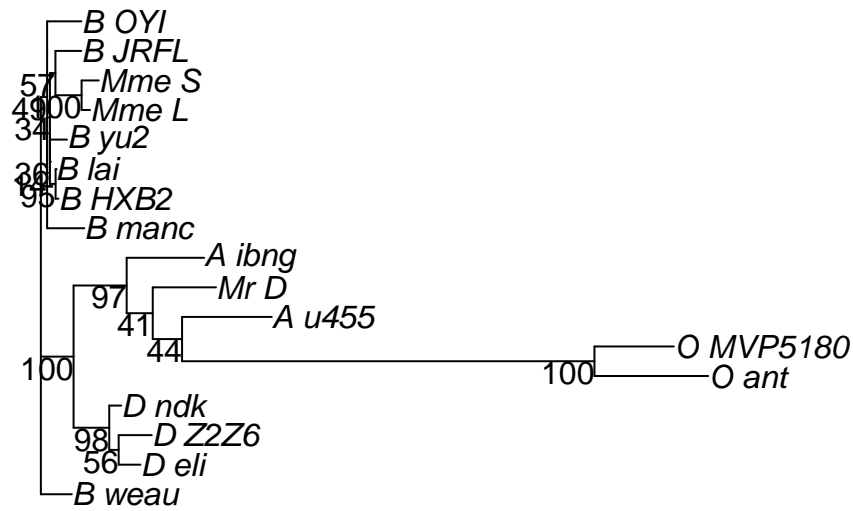 B OYI
B JRFL
57
Mme S
100
49
Mme L
34
B yu2
36
B lai
95
B HXB2
B manc
A ibng
97
Mr D
41
A u455
44
O MVP5180
100
100
O ant
D ndk
98
D Z2Z6
56
D eli
B weau